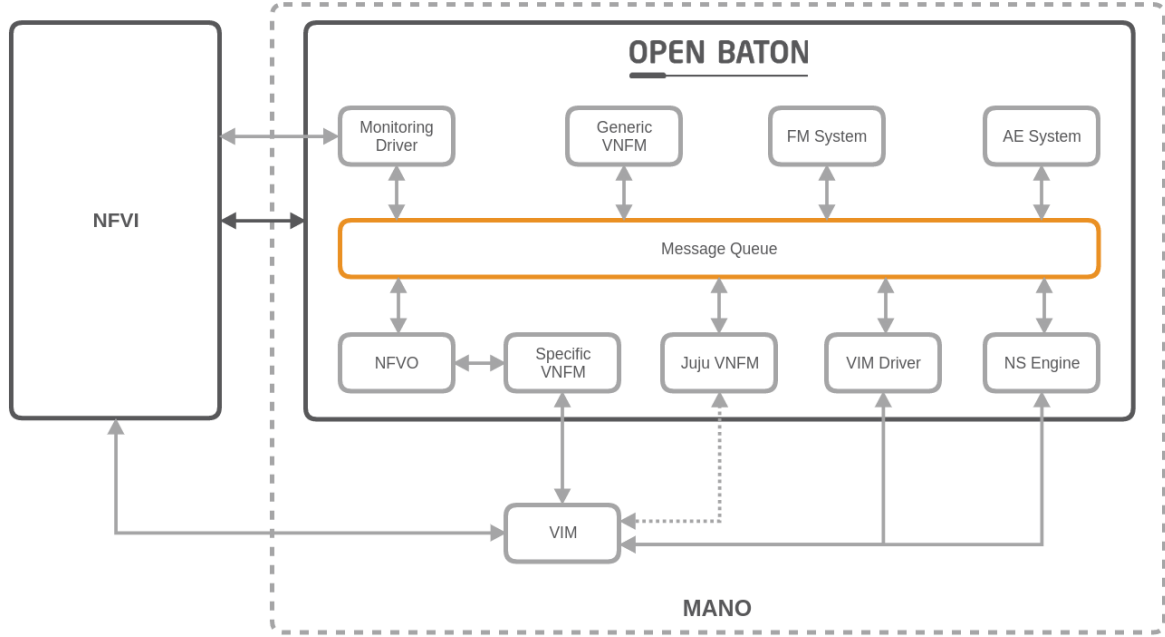 OPEN BATON
Monitoring
Driver
Generic
VNFM
FM System
AE System
NFVI
Message Queue
NFVO
Specific
VNFM
Juju VNFM
VIM Driver
NS Engine
VIM
MANO